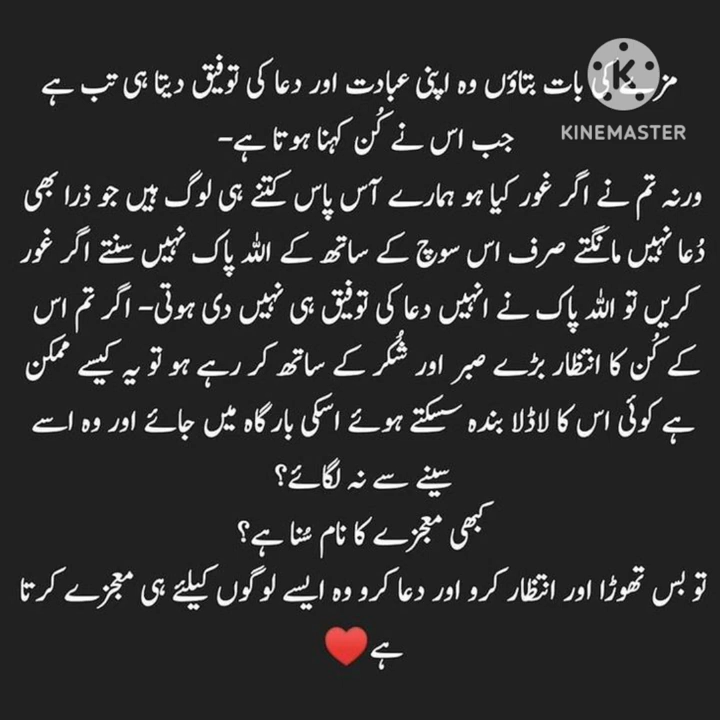 مزے کی بات بتاؤں وہ اپنی عبادت اور دعا کی توفیق دیتا ہی تب ہے
KINEMASTER
جب اس نے کُن کہنا ہوتا ہے-
ورنہ تم نے اگر غور کیا ہو ہمارے آس پاس کتنے ہی لوگ ہیں جو ذرا بھی
دُعا نہیں مانگتے صرف اس سوچ کے ساتھ کے اللہ پاک نہیں سنتے اگر غور
کریں تو اللہ پاک نے انہیں دعا کی توفیق ہی نہیں دی ہوتی- اگر تم اس
کے کُن کا انتظار بڑے صبر اور شُکر کے ساتھ کر رہے ہو تو یہ کیسے ممکن
ہے کوئی اس کا لاڈلا بندہ سسکتے ہوئے اسکی بارگاہ میں جائے اور وہ اسے
سینے سے نہ لگائے؟
کبھی معجزے کا نام سُنا ہے؟
تو بس تھوڑا اور انتظار کرو اور دعا کرو وہ ایسے لوگوں کیلئے ہی معجزے کرتا
ہے❤️